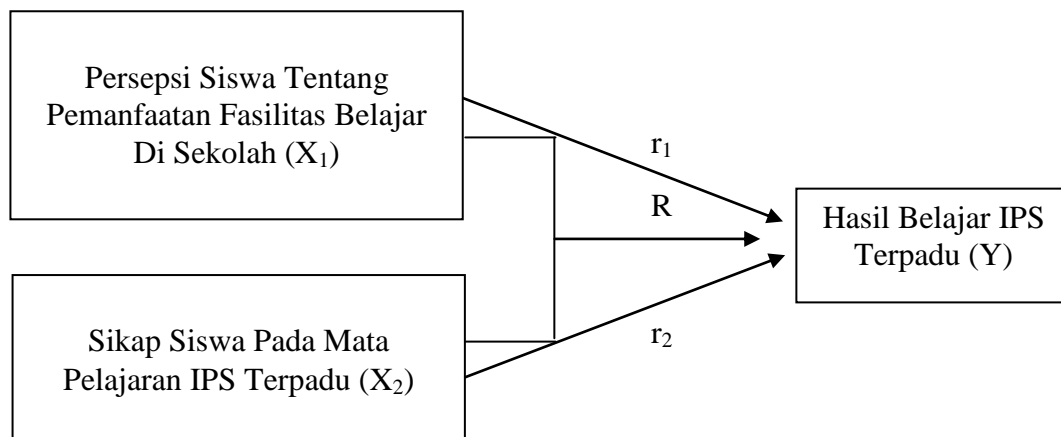 Persepsi Siswa Tentang
Pemanfaatan Fasilitas Belajar
Di Sekolah (X₁)
r₁
R
Hasil Belajar IPS
Terpadu (Y)
Sikap Siswa Pada Mata
Pelajaran IPS Terpadu (X₂)
r₂